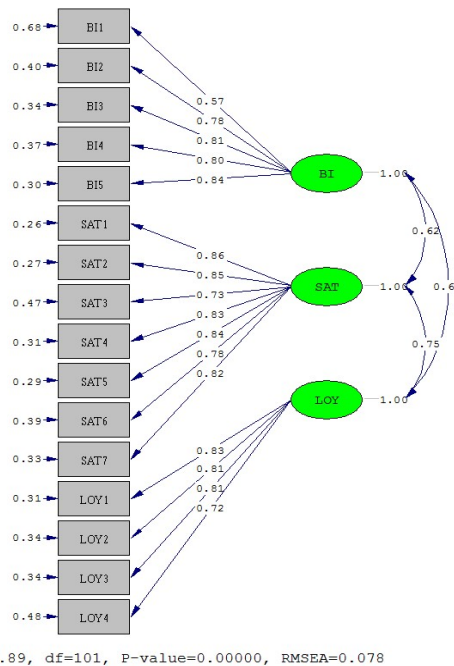 0.68 BI1
0.57
0.40 BI2
0.78
0.34 BI3
0.81
0.37 BI4
0.80
0.30 BI5
0.84
BI 1.00
0.26 SAT1
0.86
0.62
0.27 SAT2
0.85
0.47 SAT3
0.73
SAT 1.00
0.6
0.31 SAT4
0.83
0.29 SAT5
0.84
0.75
0.39 SAT6
0.78
0.33 SAT7
0.82
LOY 1.00
0.31 LOY1
0.83
0.34 LOY2
0.81
0.34 LOY3
0.81
0.48 LOY4
0.72
.89, df=101, P-value=0.00000, RMSEA=0.078